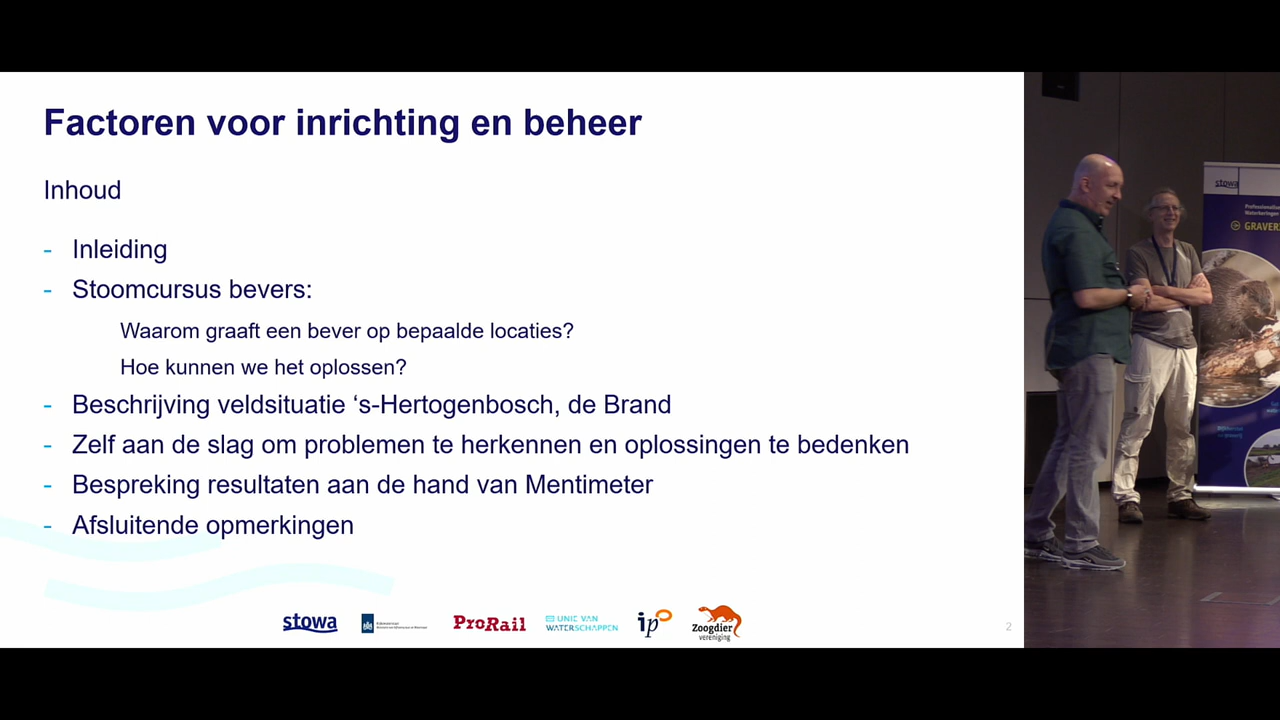 Factoren voor inrichting en beheer
Inhoud
- Inleiding
- Stoomcursus bevers:
Waarom graaft een bever op bepaalde locaties?
Hoe kunnen we het oplossen?
- Beschrijving veldsituatie ‘s-Hertogenbosch, de Brand
- Zelf aan de slag om problemen te herkennen en oplossingen te bedenken
- Bespreking resultaten aan de hand van Mentimeter
- Afsluitende opmerkingen
stowa
ProRail
UNIE VAN
WATERSCHAPPEN
ip
Zoogdier
vereniging
2
stowa
Waterkeringen